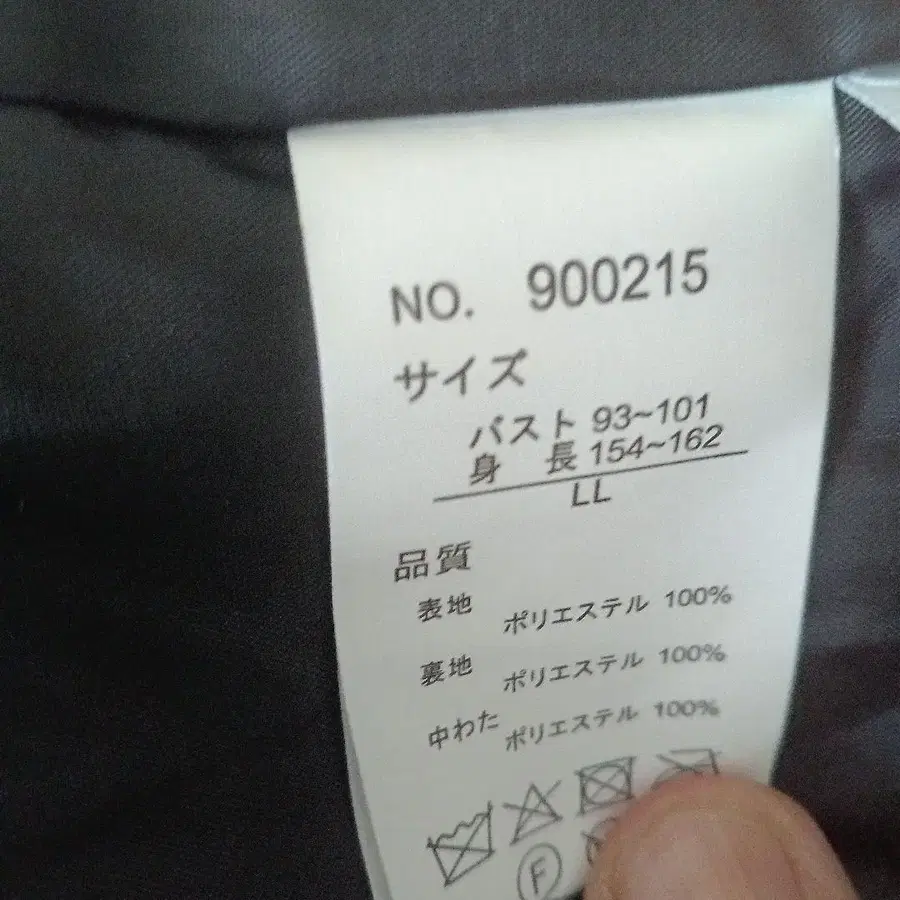 NO. 900215
サイズ
バスト 93~101
身 長 154~162
LL
品質
表地 ポリエステル 100%
裏地 ポリエステル 100%
中わた ポリエステル 100%
F